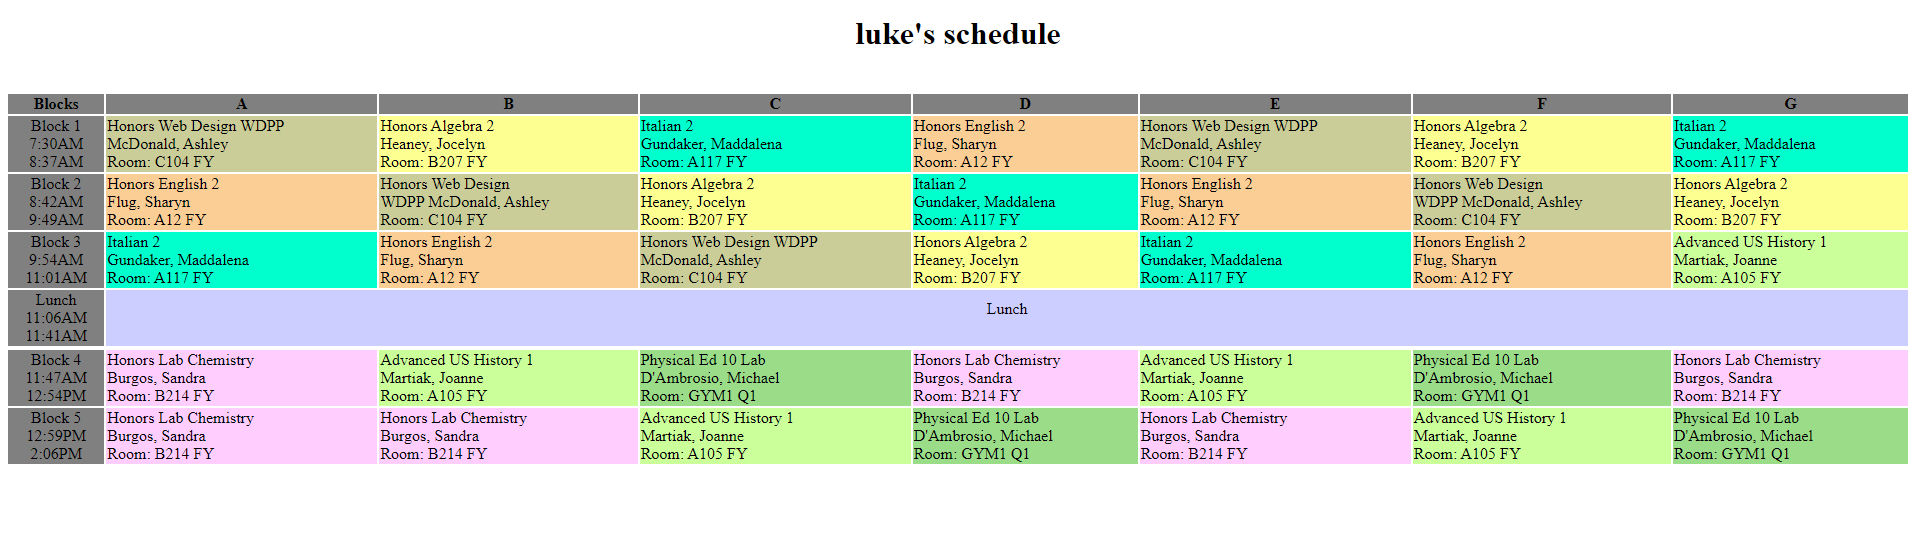 luke's schedule
Blocks A B C D E F G
Block 1 Honors Web Design WDPP Honors Algebra 2 Italian 2 Honors English 2 Honors Web Design WDPP Honors Algebra 2 Italian 2
7:30AM McDonald, Ashley Heaney, Jocelyn Gundaker, Maddalena Flug, Sharyn McDonald, Ashley Heaney, Jocelyn Gundaker, Maddalena
8:37AM Room: C104 FY Room: B207 FY Room: A117 FY Room: A12 FY Room: C104 FY Room: B207 FY Room: A117 FY
Block 2 Honors English 2 Honors Web Design Honors Algebra 2 Italian 2 Honors English 2 Honors Web Design Honors Algebra 2
8:42AM Flug, Sharyn WDPP McDonald, Ashley Heaney, Jocelyn Gundaker, Maddalena Flug, Sharyn WDPP McDonald, Ashley Heaney, Jocelyn
9:49AM Room: A12 FY Room: C104 FY Room: B207 FY Room: A117 FY Room: A12 FY Room: C104 FY Room: B207 FY
Block 3 Italian 2 Honors English 2 Honors Web Design WDPP Honors Algebra 2 Italian 2 Honors English 2 Advanced US History 1
9:54AM Gundaker, Maddalena Flug, Sharyn McDonald, Ashley Heaney, Jocelyn Gundaker, Maddalena Flug, Sharyn Martiak, Joanne
11:01AM Room: A117 FY Room: A12 FY Room: C104 FY Room: B207 FY Room: A117 FY Room: A12 FY Room: A105 FY
Lunch
11:06AM Lunch
11:41AM
Block 4 Honors Lab Chemistry Advanced US History 1 Physical Ed 10 Lab Honors Lab Chemistry Advanced US History 1 Physical Ed 10 Lab Honors Lab Chemistry
11:47AM Burgos, Sandra Martiak, Joanne D'Ambrosio, Michael Burgos, Sandra Martiak, Joanne D'Ambrosio, Michael Burgos, Sandra
12:54PM Room: B214 FY Room: A105 FY Room: GYM1 Q1 Room: B214 FY Room: A105 FY Room: GYM1 Q1 Room: B214 FY
Block 5 Honors Lab Chemistry Honors Lab Chemistry Advanced US History 1 Physical Ed 10 Lab Honors Lab Chemistry Advanced US History 1 Physical Ed 10 Lab
12:59PM Burgos, Sandra Burgos, Sandra Martiak, Joanne D'Ambrosio, Michael Burgos, Sandra Martiak, Joanne D'Ambrosio, Michael
2:06PM Room: B214 FY Room: B214 FY Room: A105 FY Room: GYM1 Q1 Room: B214 FY Room: A105 FY Room: GYM1 Q1